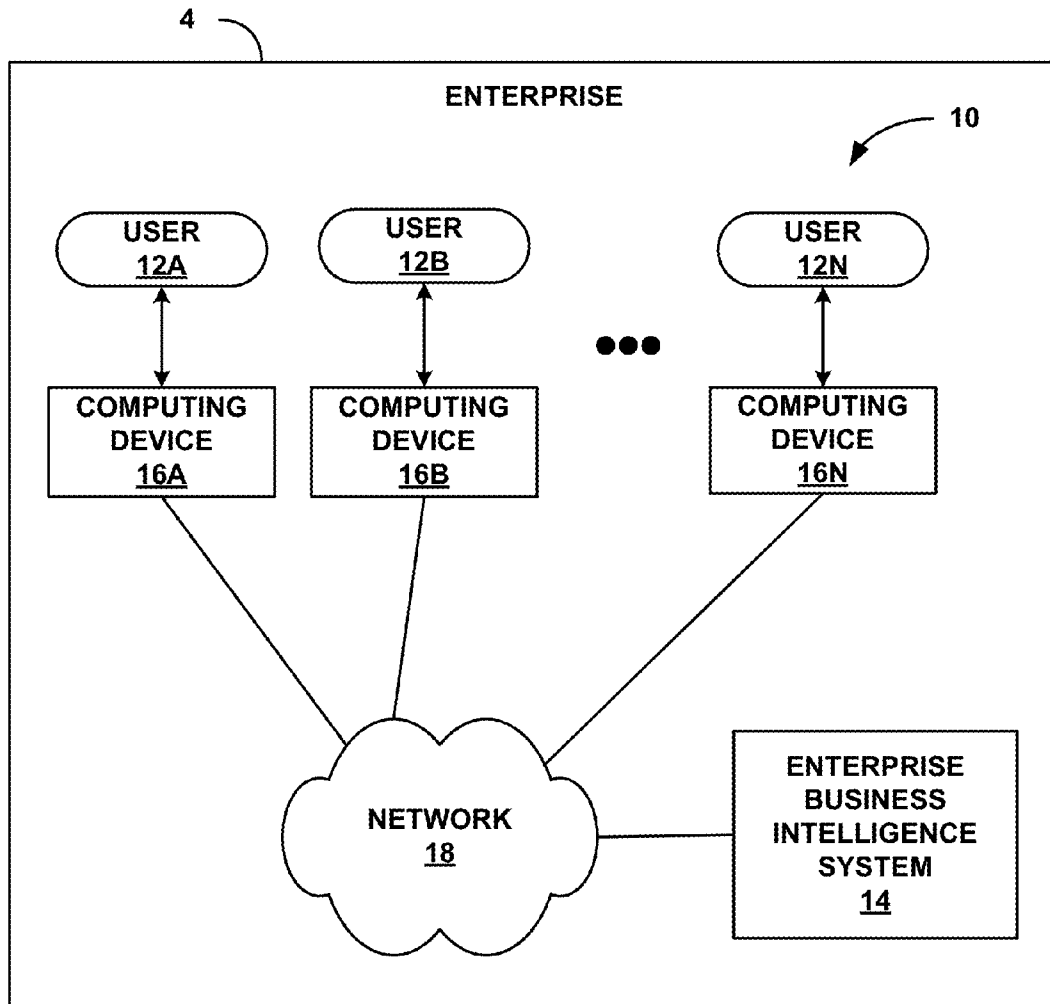 4
ENTERPRISE
10
USER
12A
USER
12B
USER
12N
COMPUTING
DEVICE
16A
COMPUTING
DEVICE
16B
COMPUTING
DEVICE
16N
NETWORK
18
ENTERPRISE
BUSINESS
INTELLIGENCE
SYSTEM
14